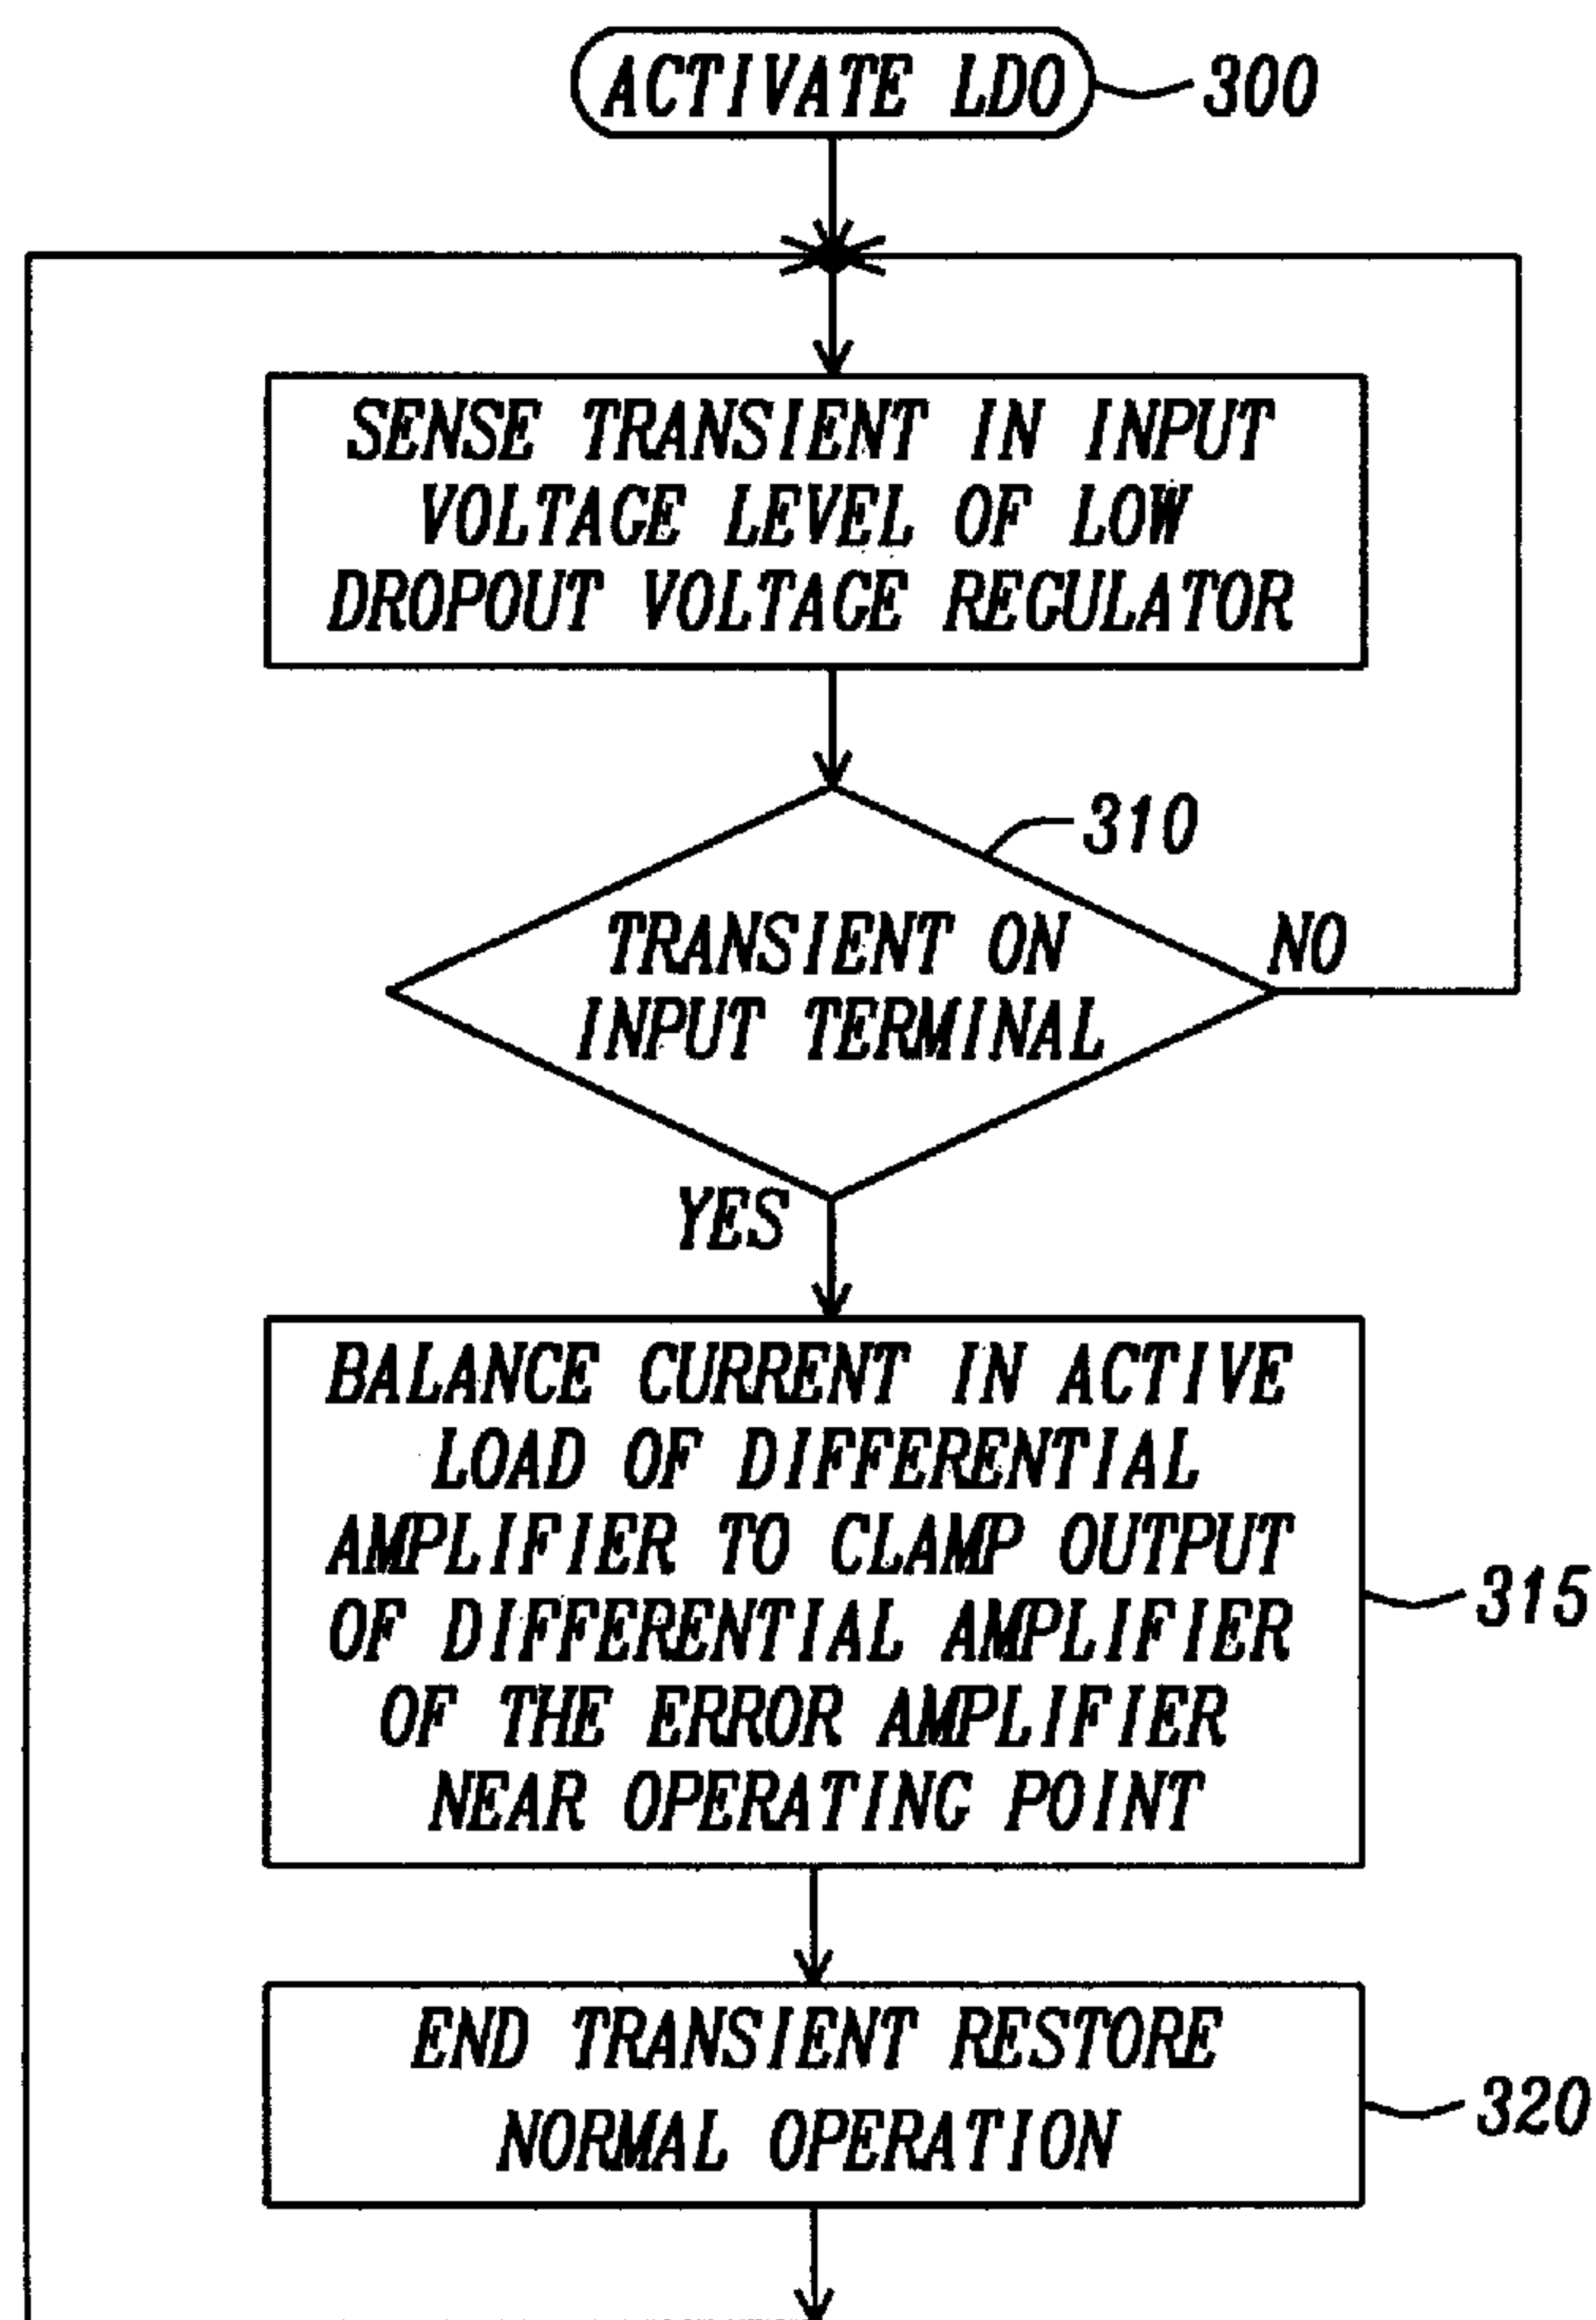 ACTIVATE LDO
300
SENSE TRANSIENT IN INPUT
VOLTAGE LEVEL OF LOW
DROPOUT VOLTAGE REGULATOR
310
TRANSIENT ON
INPUT TERMINAL
NO
YES
BALANCE CURRENT IN ACTIVE
LOAD OF DIFFERENTIAL
AMPLIFIER TO CLAMP OUTPUT
OF DIFFERENTIAL AMPLIFIER
OF THE ERROR AMPLIFIER
NEAR OPERATING POINT
315
END TRANSIENT RESTORE
NORMAL OPERATION
320